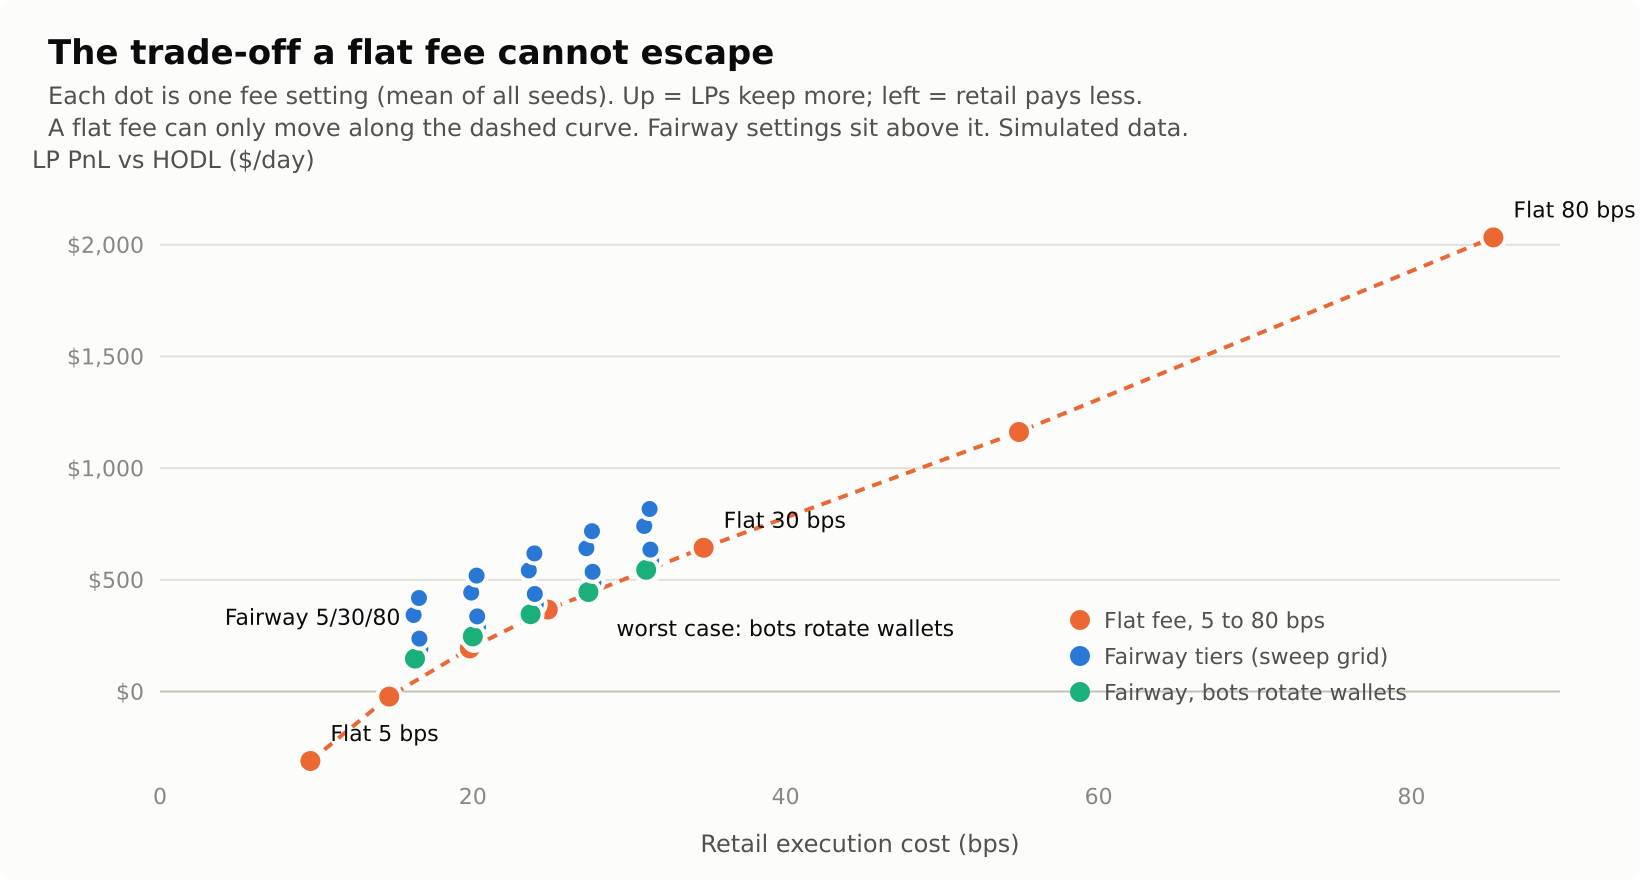 The trade-off a flat fee cannot escape
Each dot is one fee setting (mean of all seeds). Up = LPs keep more; left = retail pays less.
A flat fee can only move along the dashed curve. Fairway settings sit above it. Simulated data.
LP PnL vs HODL ($/day)
Flat 80 bps
$2,000
$1,500
$1,000
Flat 30 bps
$500
Fairway 5/30/80
worst case: bots rotate wallets
Flat fee, 5 to 80 bps
Fairway tiers (sweep grid)
$0
Fairway, bots rotate wallets
Flat 5 bps
0 20 40 60 80
Retail execution cost (bps)